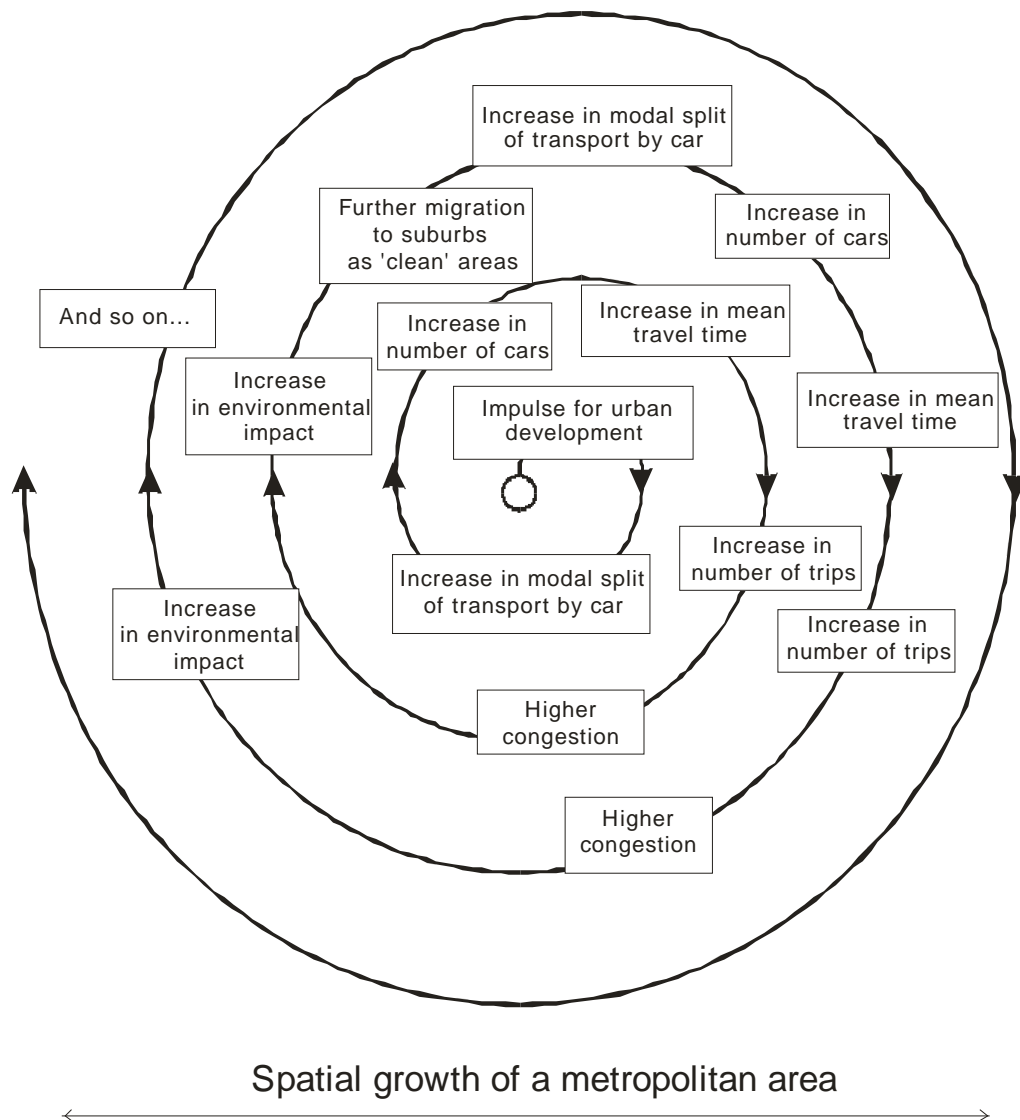 Increase in modal split
of transport by car
Further migration
to suburbs
as 'clean' areas
Increase in
number of cars
And so on...
Increase in
number of cars
Increase in mean
travel time
Increase
in environmental
impact
Impulse for urban
development
Increase in mean
travel time
Increase in modal split
of transport by car
Increase in
number of trips
Increase
in environmental
impact
Increase in
number of trips
Higher
congestion
Higher
congestion
Spatial growth of a metropolitan area